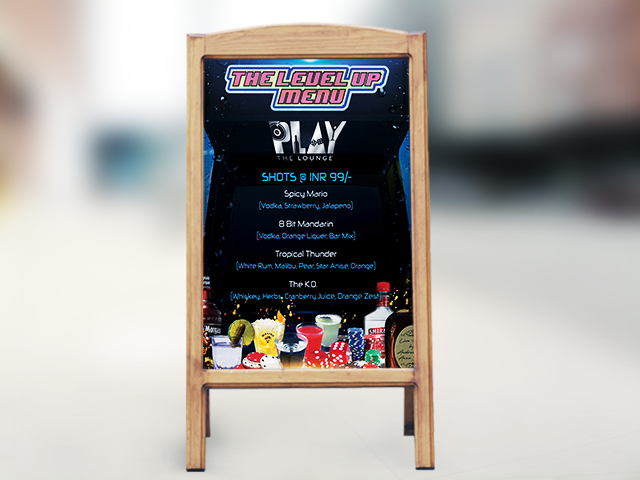 THE LEVEL UP
MENU
PLAY
THE LOUNGE
SHOTS @ INR 99/-
Spicy Mario
(Vodka, Strawberry, Jalapeno)
8 Bit Mandarin
(Vodka, Orange Liquer, Bar Mix)
Tropical Thunder
(White Rum, Malibu, Pear, Star Anise, Orange)
The K.O.
(Whiskey, Herbs, Cranberry Juice, Orange Zest)